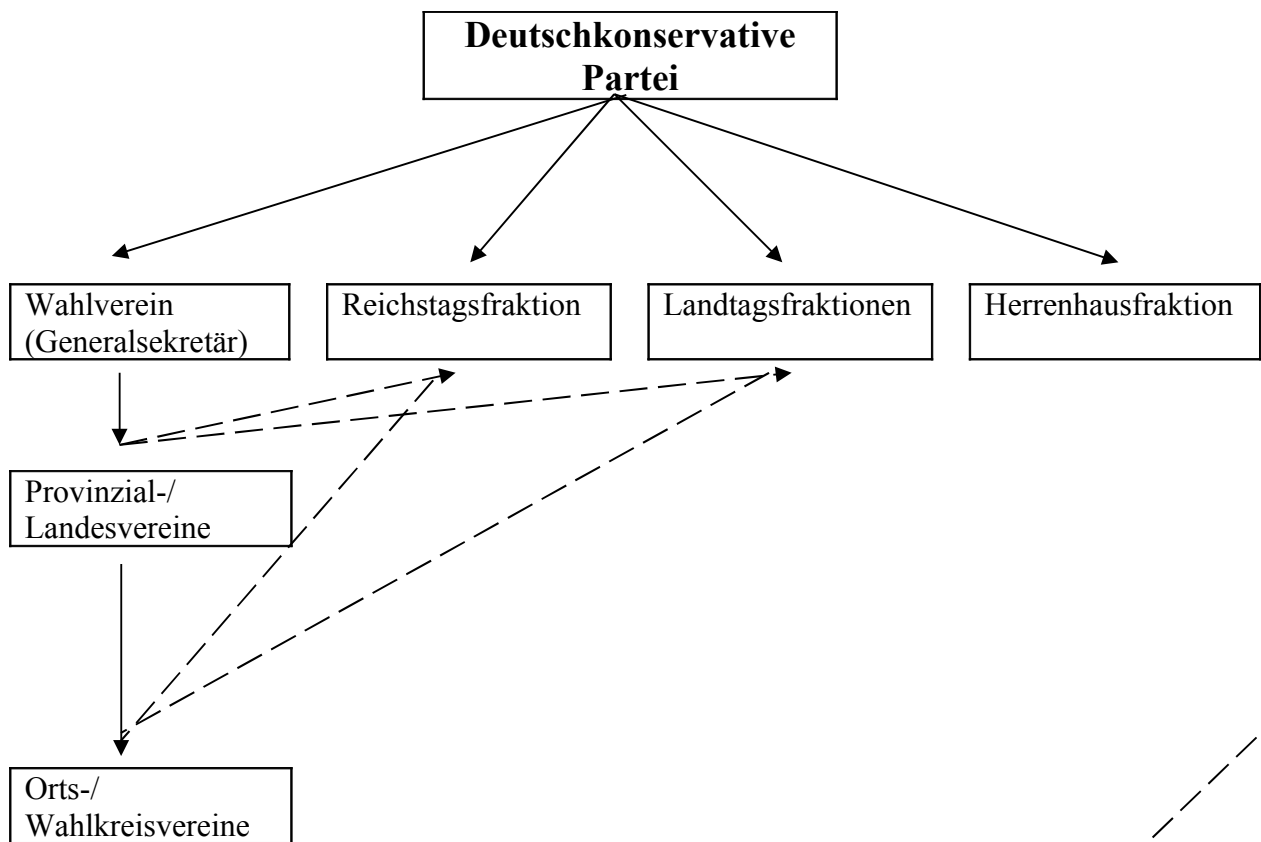 Deutschkonservative
Partei
Wahlverein
(Generalsekretär)
Reichstagsfraktion
Landtagsfraktionen
Herrenhausfraktion
Provinzial-/
Landesvereine
Orts-/
Wahlkreisvereine